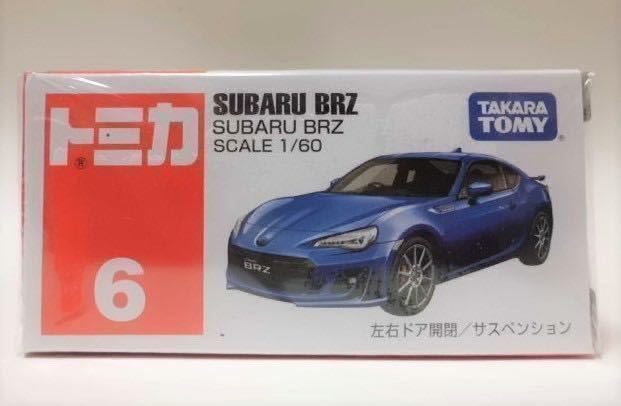 トミカ®
6
SUBARU BRZ
SUBARU BRZ
SCALE 1/60
TAKARA
TOMY®
BRZ
左右ドア開閉/サスペンション